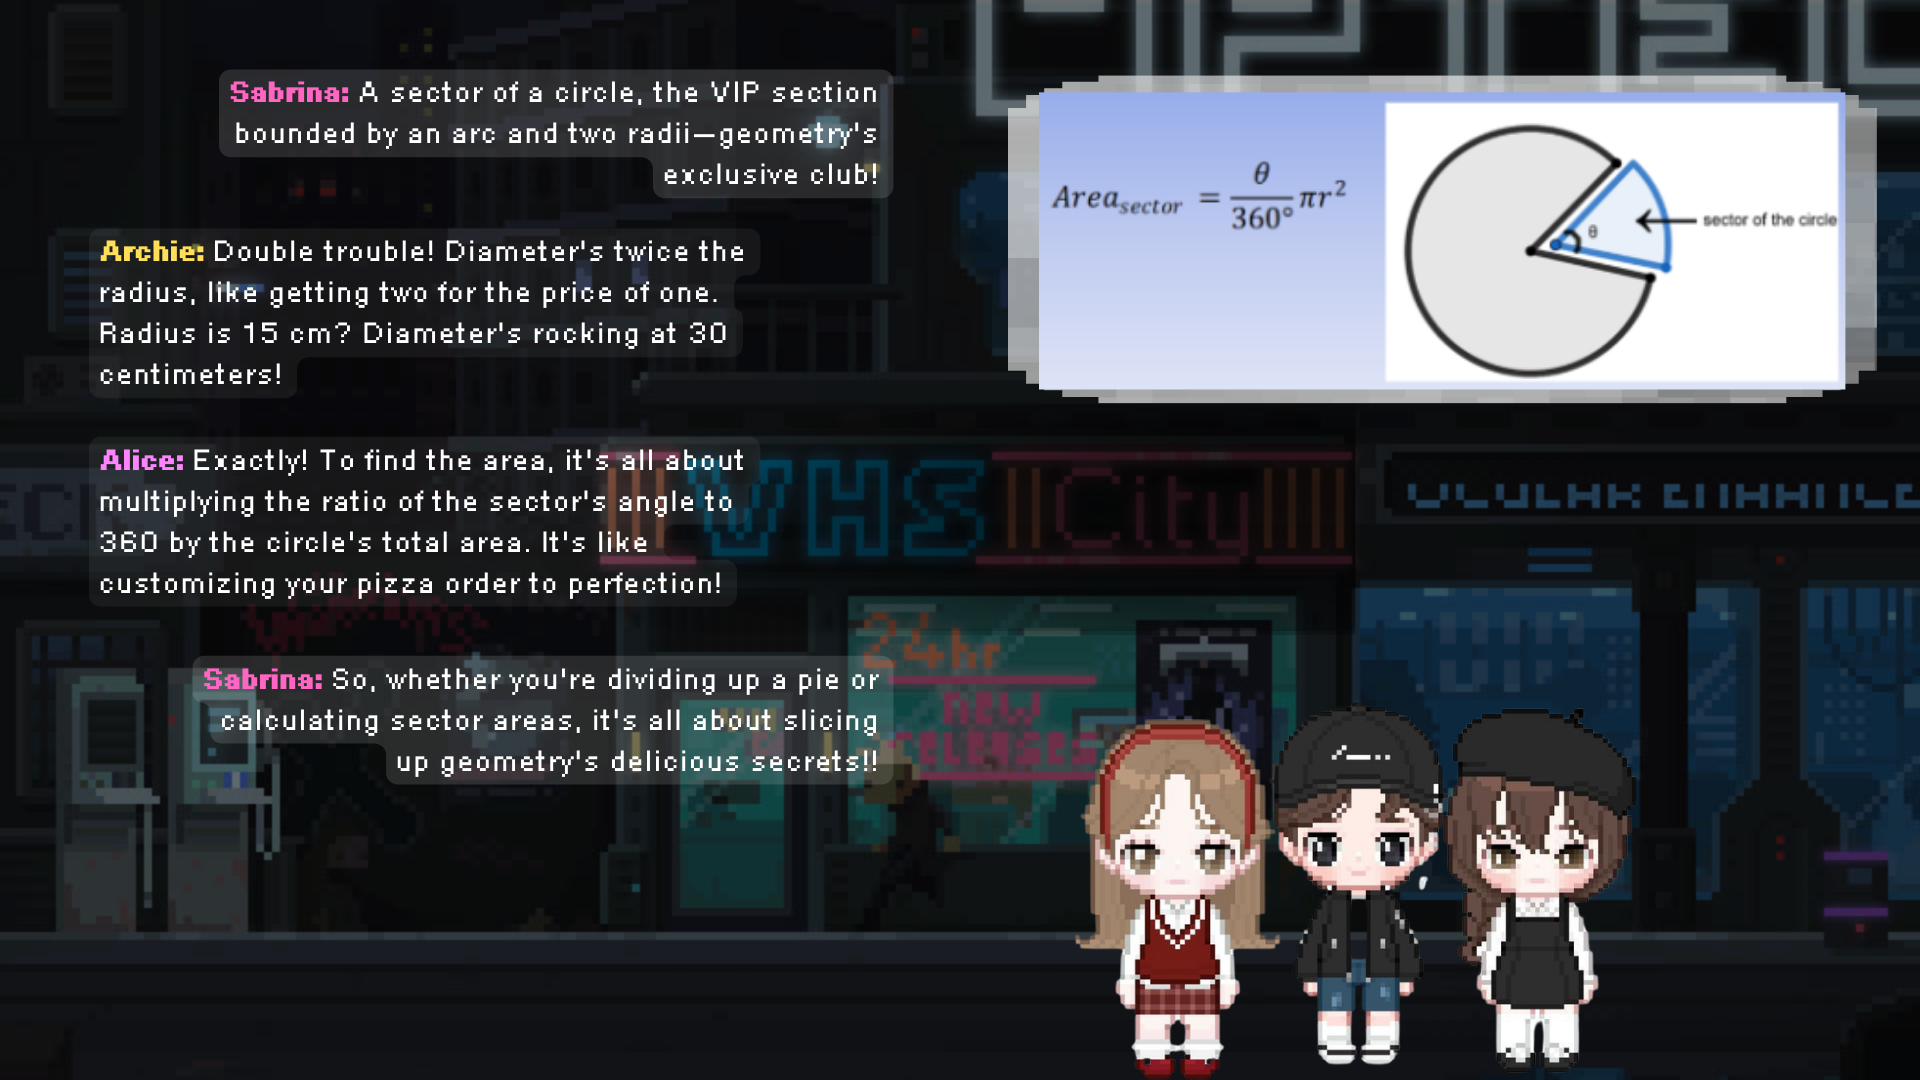 Sabrina: A sector of a circle, the VIP section
bounded by an arc and two radii—geometry's
exclusive club!
Archie: Double trouble! Diameter's twice the
radius, like getting two for the price of one.
Radius is 15 cm? Diameter's rocking at 30
centimeters!
Alice: Exactly! To find the area, it's all about
multiplying the ratio of the sector's angle to
360 by the circle's total area. It's like
customizing your pizza order to perfection!
Sabrina: So, whether you're dividing up a pie or
calculating sector areas, it's all about slicing
up geometry's delicious secrets!!
Area_sector = θ/360° πr²
θ
sector of the circle
VHS City
24hr
new
releases